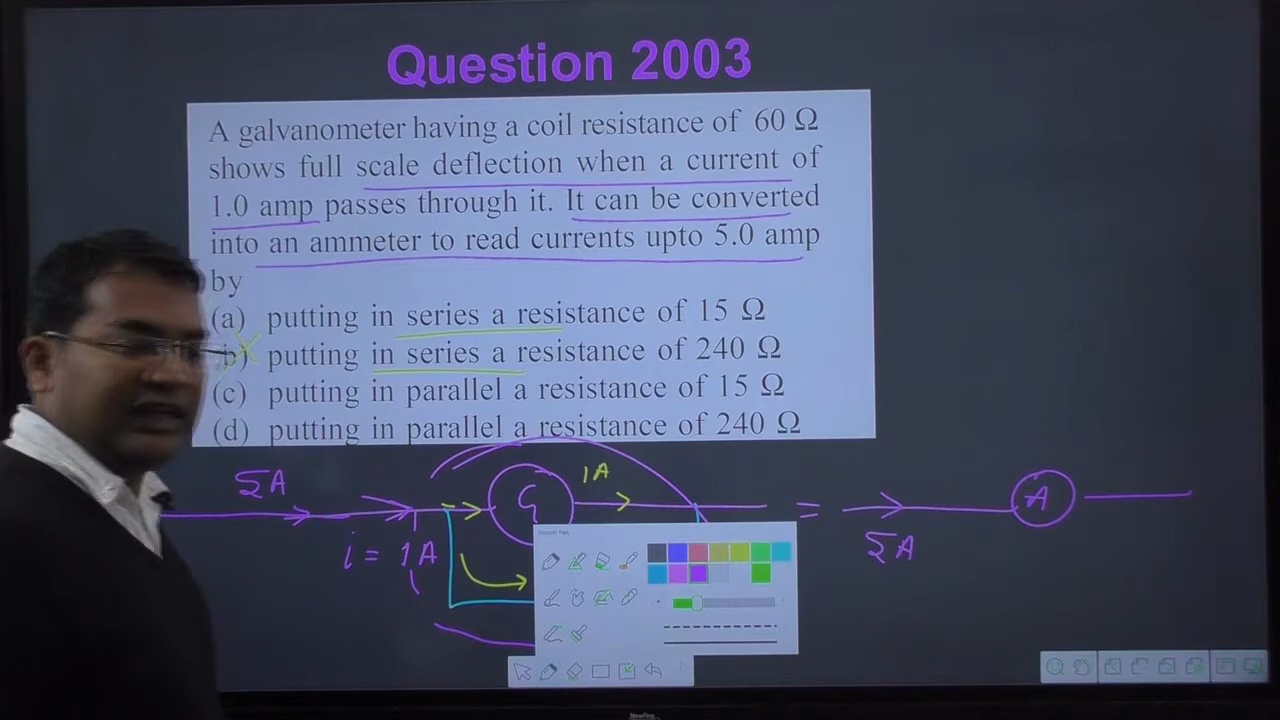 Question 2003
A galvanometer having a coil resistance of 60 Ω
shows full scale deflection when a current of
1.0 amp passes through it. It can be converted
into an ammeter to read currents upto 5.0 amp
by
(a) putting in series a resistance of 15 Ω
(b) putting in series a resistance of 240 Ω
(c) putting in parallel a resistance of 15 Ω
(d) putting in parallel a resistance of 240 Ω
5A G 1A = 5A A
i = 1A
Smooth Pen